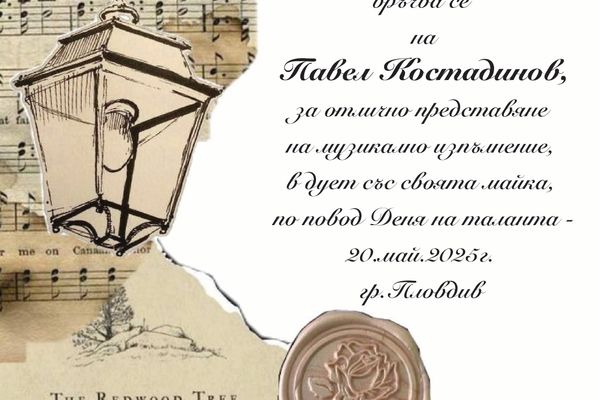 връчва се
на
Павел Костадинов,
за отлично представяне
на музикално изпълнение,
в дует със своята майка,
по повод Деня на таланта -
20.май.2025г.
гр.Пловдив
me on Canaan's
THE REDWOOD TREE